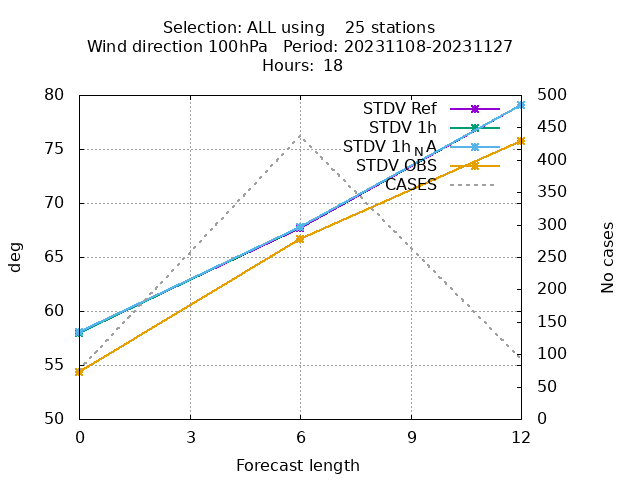 Selection: ALL using 25 stations
Wind direction 100hPa Period: 20231108-20231127
Hours: 18
STDV Ref
STDV 1h
STDV 1h_N A
STDV OBS
CASES
80
75
70
65
60
55
50
500
450
400
350
300
250
200
150
100
50
0
deg
No cases
0 3 6 9 12
Forecast length